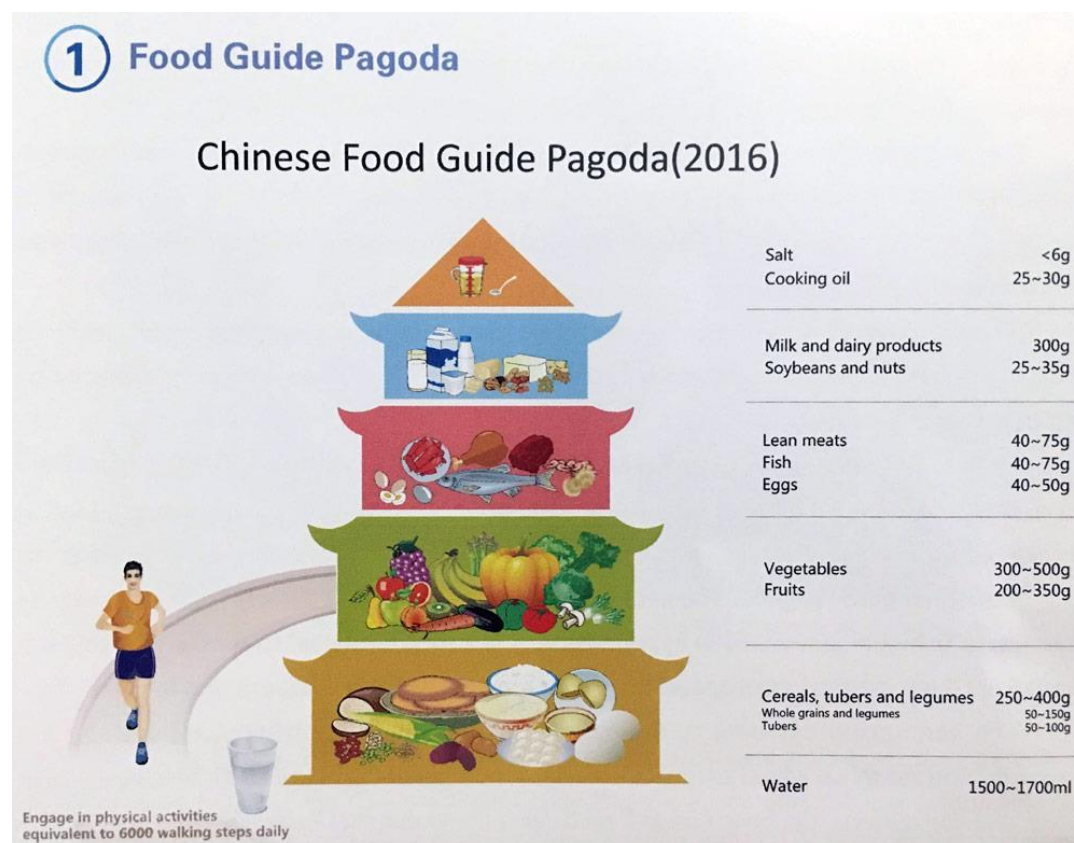 1 Food Guide Pagoda
Chinese Food Guide Pagoda(2016)
Salt <6g
Cooking oil 25~30g
Milk and dairy products 300g
Soybeans and nuts 25~35g
Lean meats 40~75g
Fish 40~75g
Eggs 40~50g
Vegetables 300~500g
Fruits 200~350g
Cereals, tubers and legumes 250~400g
Whole grains and legumes 50~150g
Tubers 50~100g
Water 1500~1700ml
Engage in physical activities
equivalent to 6000 walking steps daily